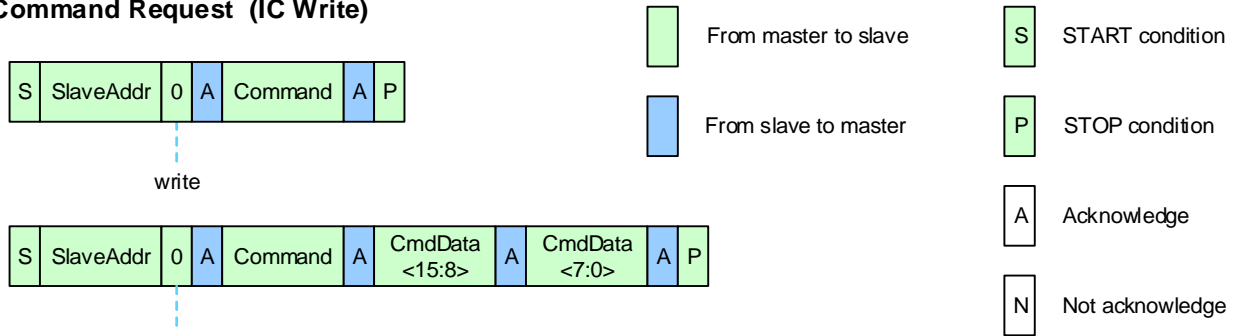 Command Request (IC Write)
From master to slave
S
START condition
S SlaveAddr 0 A Command A P
From slave to master
P
STOP condition
write
A
Acknowledge
S SlaveAddr 0 A Command A CmdData <15:8> A CmdData <7:0> A P
N
Not acknowledge